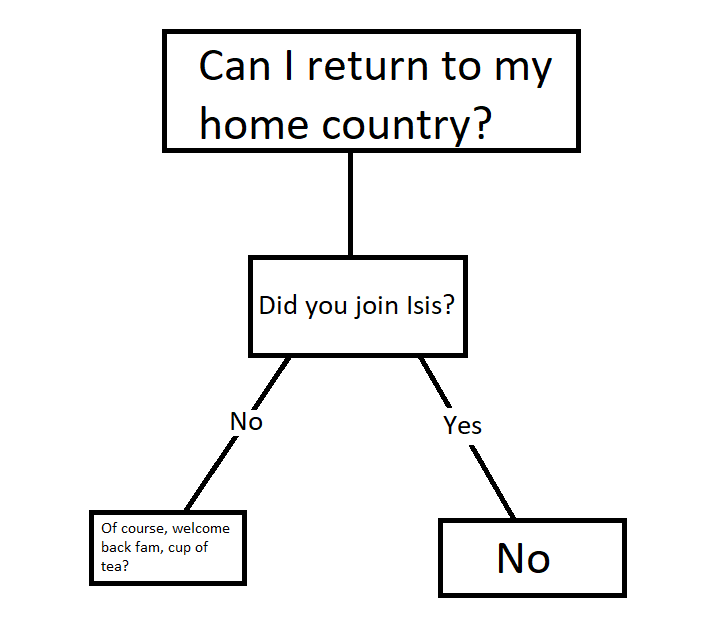 Can I return to my
home country?
Did you join Isis?
No
Yes
Of course, welcome
back fam, cup of
tea?
No